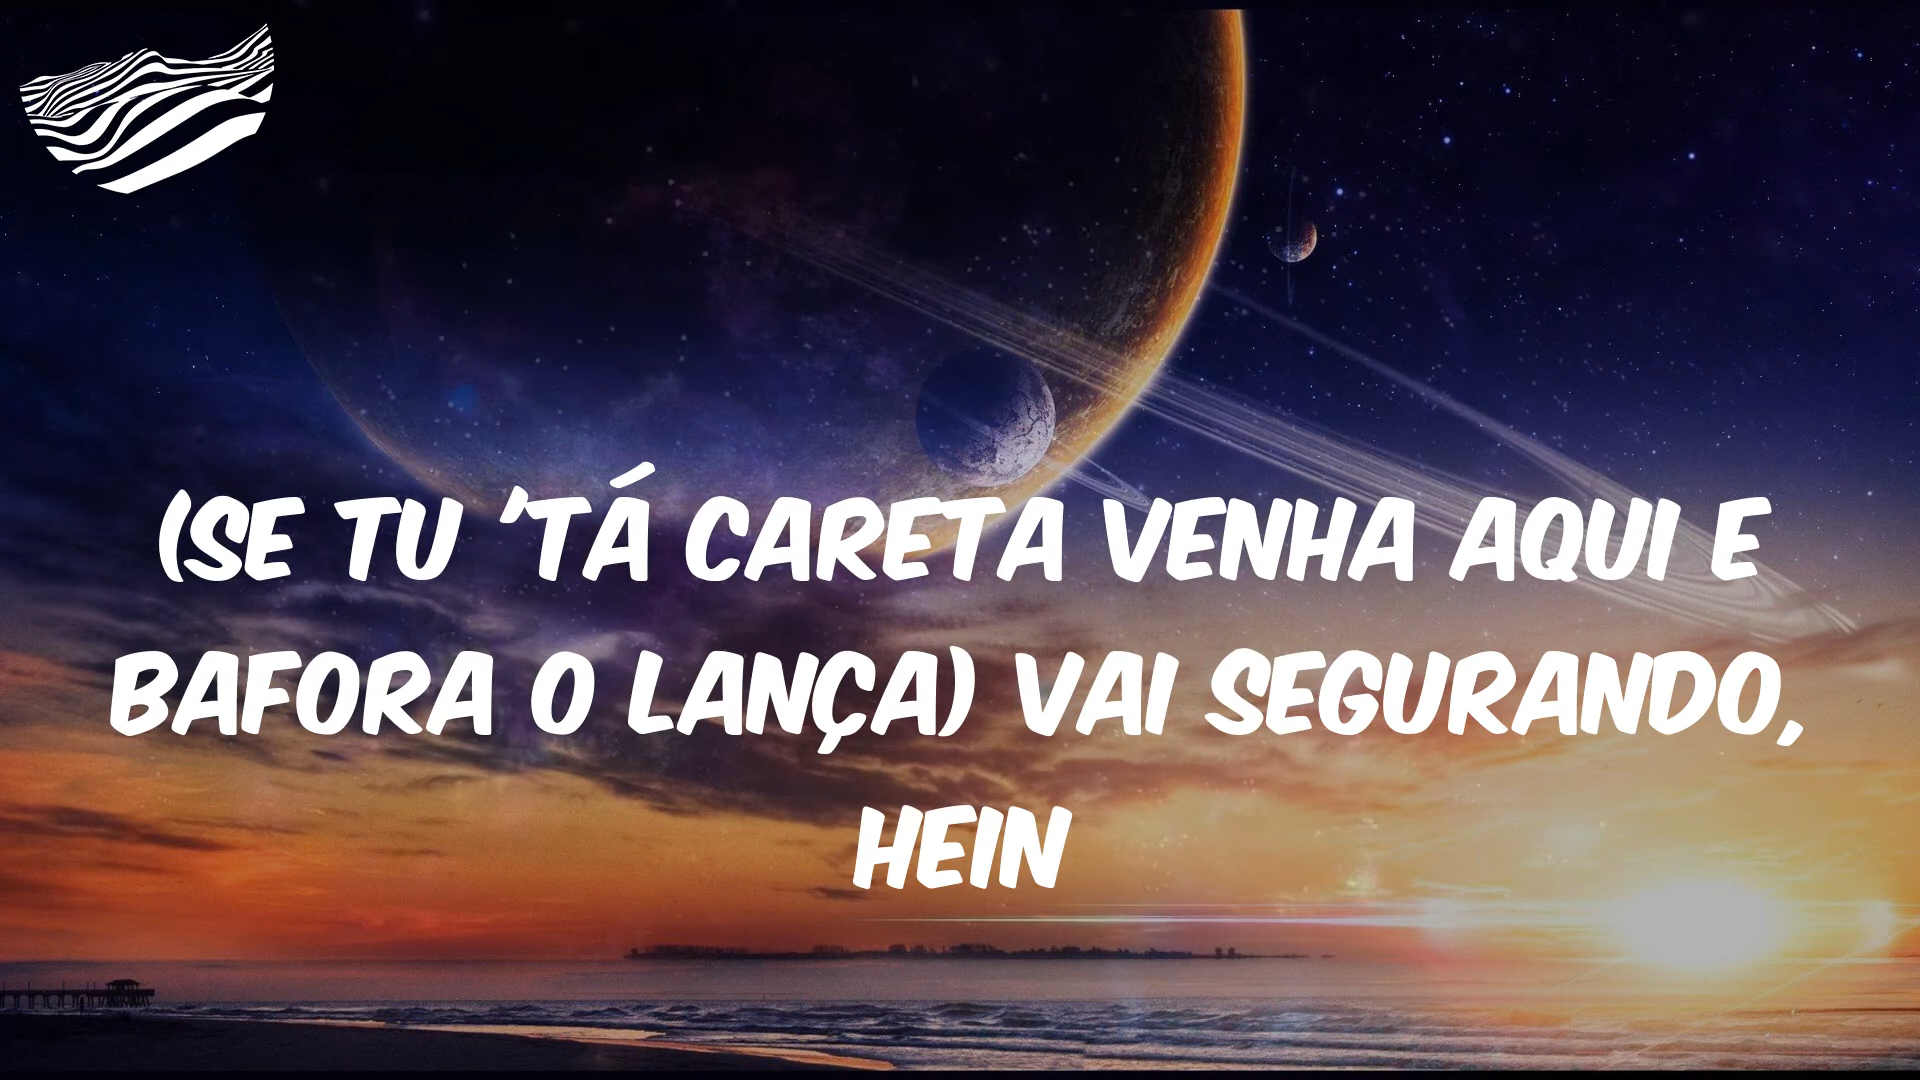 (SE TU 'TÁ CARETA VENHA AQUI E
BAFORA O LANÇA) VAI SEGURANDO,
HEIN